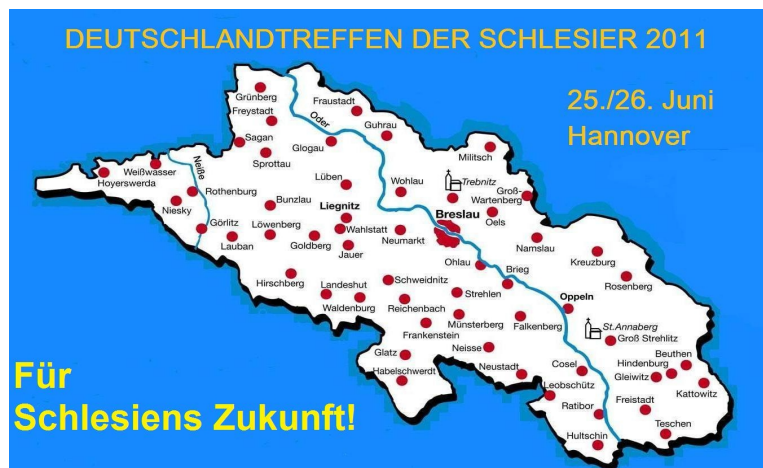 DEUTSCHLANDTREFFEN DER SCHLESIER 2011
25./26. Juni
Hannover
Grünberg
Fraustadt
Freystadt
Oder
Guhrau
Sagan
Glogau
Sprottau
Militsch
Weißwasser
Neiße
Hoyerswerda
Lüben
Wohlau
Trebnitz
Rothenburg
Groß-
Wartenberg
Bunzlau
Liegnitz
Niesky
Breslau
Oels
Görlitz
Löwenberg
Wahlstatt
Lauban
Goldberg
Neumarkt
Jauer
Namslau
Kreuzburg
Ohlau
Brieg
Hirschberg
Schweidnitz
Rosenberg
Landeshut
Strehlen
Oppeln
Waldenburg
Reichenbach
Münsterberg
Falkenberg
St.Annaberg
Frankenstein
Groß Strehlitz
Glatz
Neisse
Beuthen
Hindenburg
Habelschwerdt
Neustadt
Cosel
Gleiwitz
Leobschütz
Kattowitz
Ratibor
Freistadt
Teschen
Hultschin
Für
Schlesiens Zukunft!